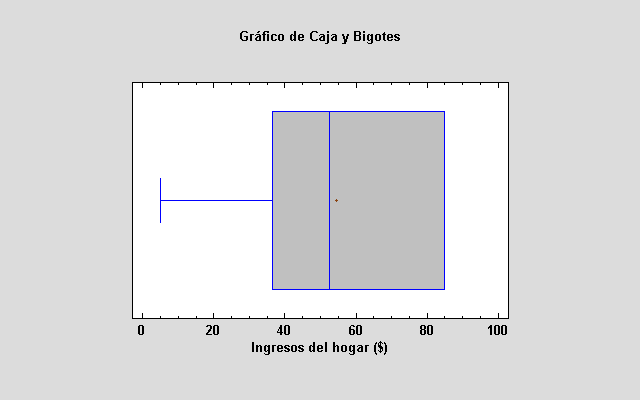 Gráfico de Caja y Bigotes
0 20 40 60 80 100
Ingresos del hogar ($)